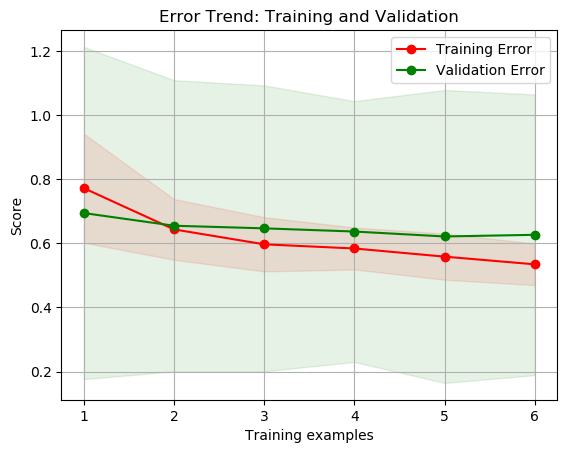 Error Trend: Training and Validation
Training Error
Validation Error
1.2
1.0
0.8
0.6
0.4
0.2
Score
1 2 3 4 5 6
Training examples